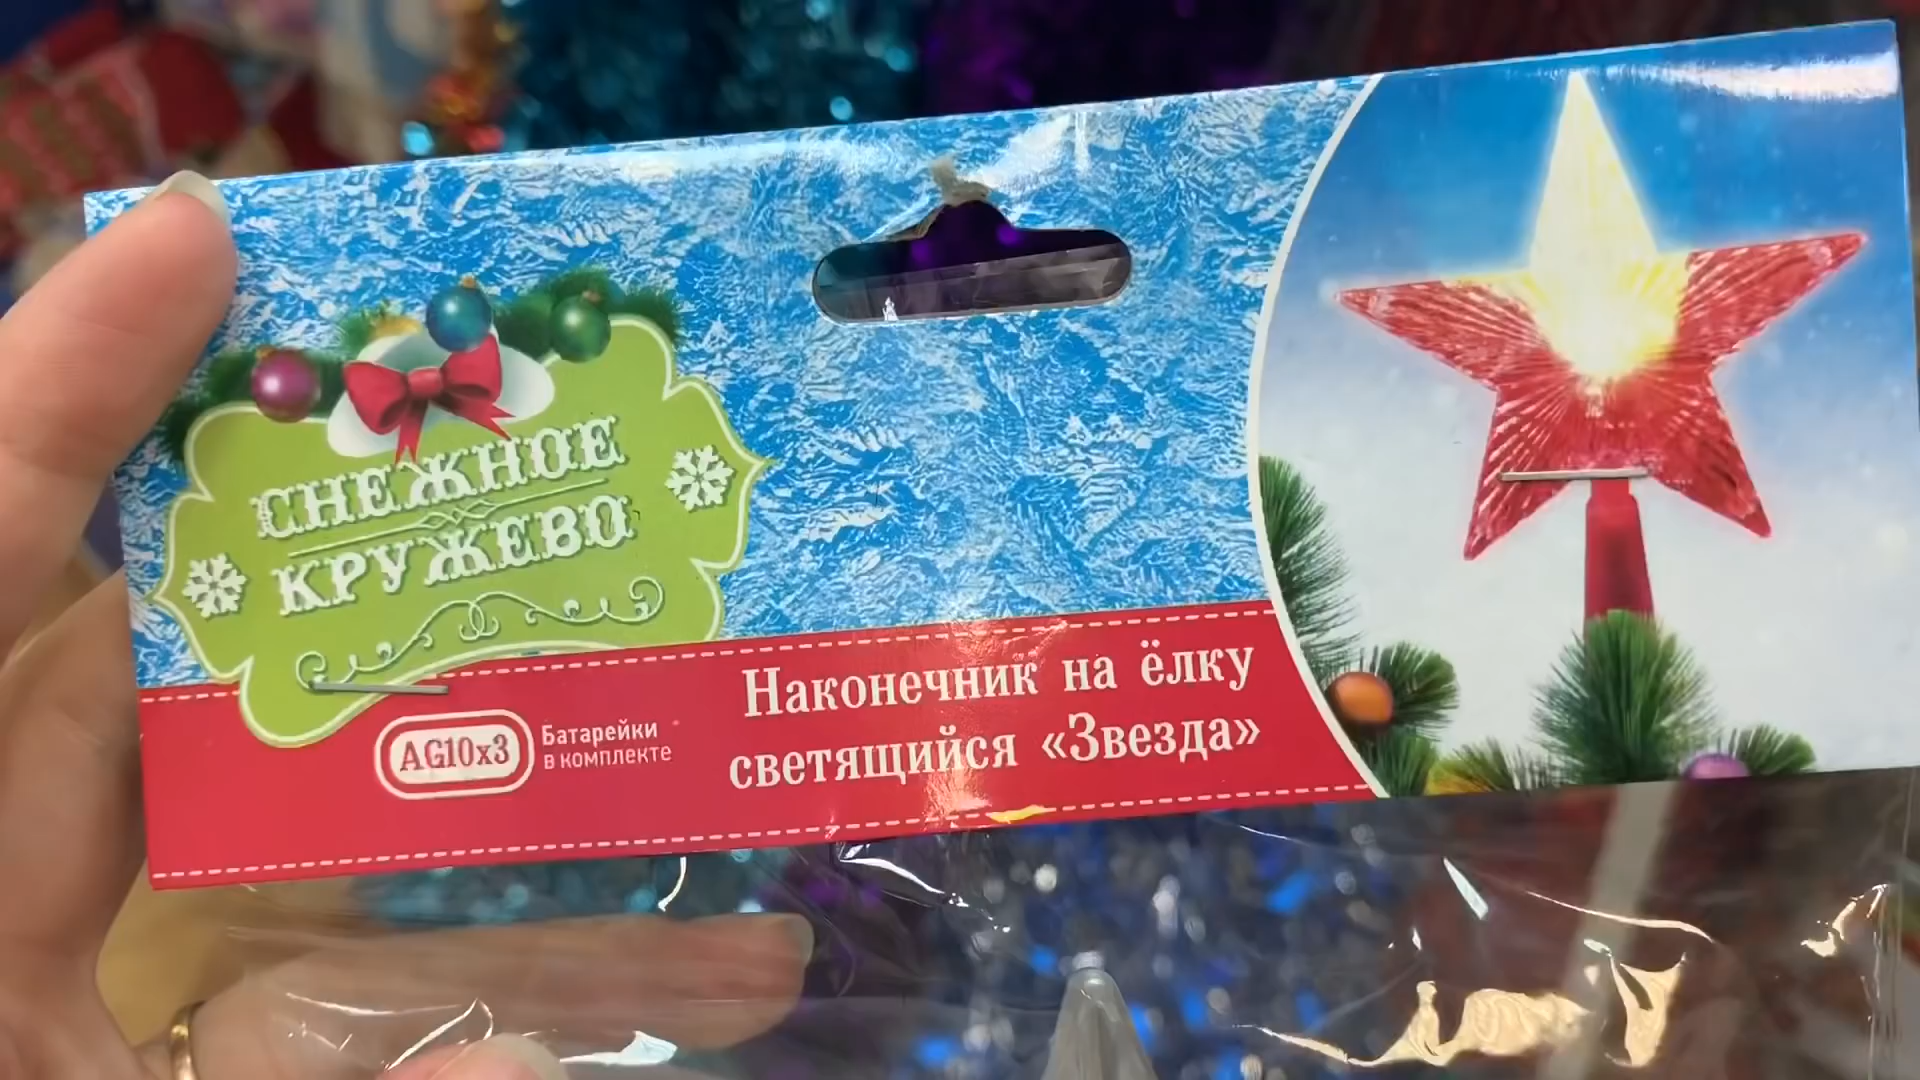 СНЕЖНОЕ
КРУЖЕВО
AG10x3
Батарейки
в комплекте
Наконечник на ёлку
светящийся «Звезда»